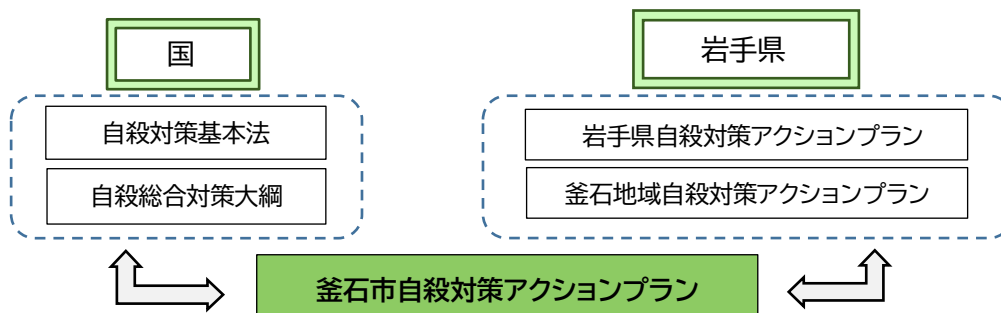 国
岩手県
自殺対策基本法
自殺総合対策大綱
岩手県自殺対策アクションプラン
釜石地域自殺対策アクションプラン
釜石市自殺対策アクションプラン